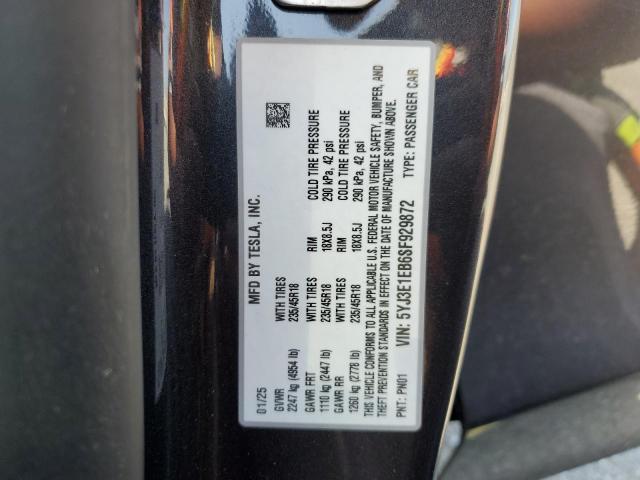 MFD BY TESLA, INC.
01/25
GVWR
2247 kg (4954 lb)
WITH TIRES
235/45R18
RIM
18X8.5J
COLD TIRE PRESSURE
290 kPa, 42 psi
GAWR FRT
1110 kg (2447 lb)
WITH TIRES
235/45R18
RIM
18X8.5J
COLD TIRE PRESSURE
290 kPa, 42 psi
GAWR RR
1260 kg (2778 lb)
THIS VEHICLE CONFORMS TO ALL APPLICABLE U.S. FEDERAL MOTOR VEHICLE SAFETY, BUMPER, AND
THEFT PREVENTION STANDARDS IN EFFECT ON THE DATE OF MANUFACTURE SHOWN ABOVE.
PNT: PN01 VIN: 5YJ3E1EB6SF929872 TYPE: PASSENGER CAR